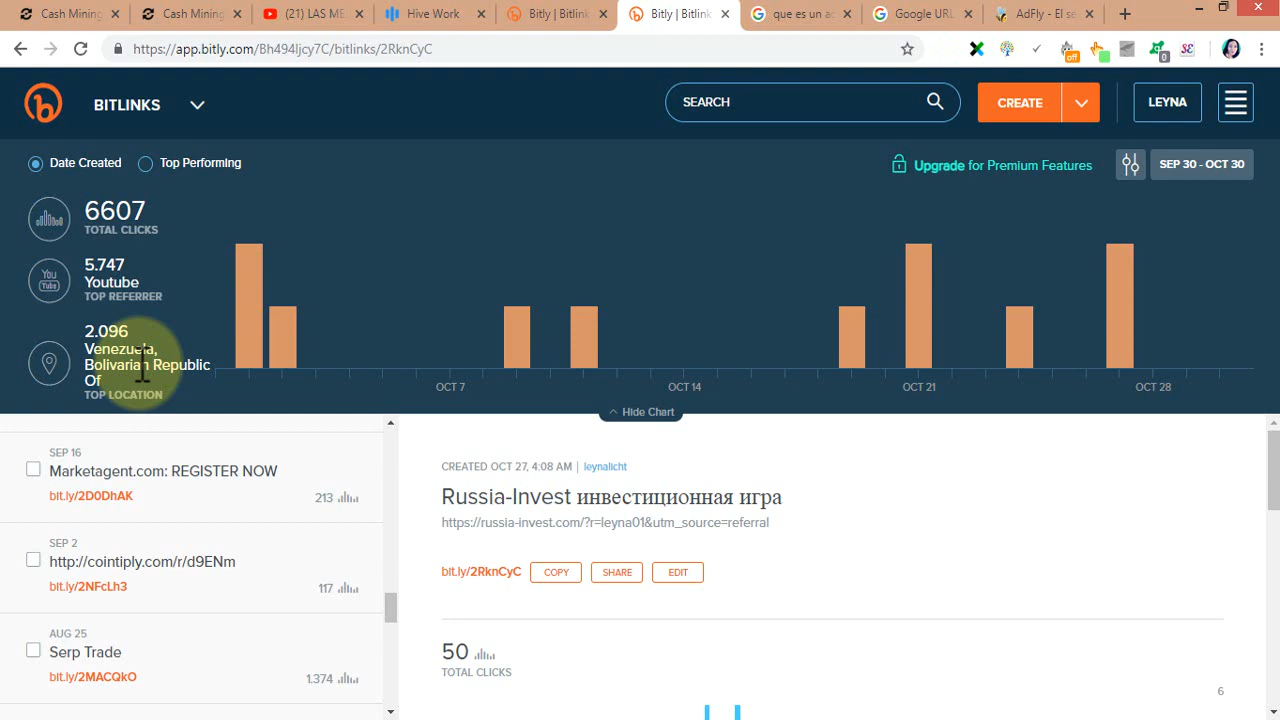 Cash Mining
Cash Mining
(21) LAS ME
Hive Work
Bitly | Bitlink
Bitly | Bitlink
que es un ac
Google URL
AdFly - El se
https://app.bitly.com/Bh494Ijcy7C/bitlinks/2RknCyC
off
0
b
BITLINKS
SEARCH
CREATE
LEYNA
Date Created
Top Performing
Upgrade for Premium Features
SEP 30 - OCT 30
6607
TOTAL CLICKS
You
Tube
5.747
Youtube
TOP REFERRER
2.096
Venezuela,
Bolivarian Republic
Of
TOP LOCATION
OCT 7
OCT 14
OCT 21
OCT 28
Hide Chart
SEP 16
Marketagent.com: REGISTER NOW
bit.ly/2D0DhAK
213
SEP 2
http://cointiply.com/r/d9ENm
bit.ly/2NFcLh3
117
AUG 25
Serp Trade
bit.ly/2MACQkO
1.374
CREATED OCT 27, 4:08 AM | leynalicht
Russia-Invest инвестиционная игра
https://russia-invest.com/?r=leyna01&utm_source=referral
bit.ly/2RknCyC
COPY
SHARE
EDIT
50
TOTAL CLICKS
6